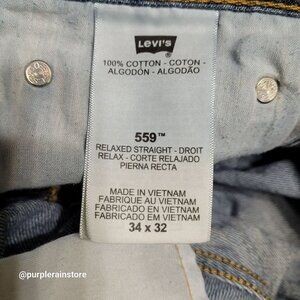 LEVI'S
100% COTTON - COTON -
ALGODÓN - ALGODÃO
559™
RELAXED STRAIGHT - DROIT
RELAX - CORTE RELAJADO
PIERNA RECTA
MADE IN VIETNAM
FABRIQUE AU VIETNAM
FABRICADO EN VIETNAM
FABRICADO EM VIETNAM
34 x 32
@purplerainstore